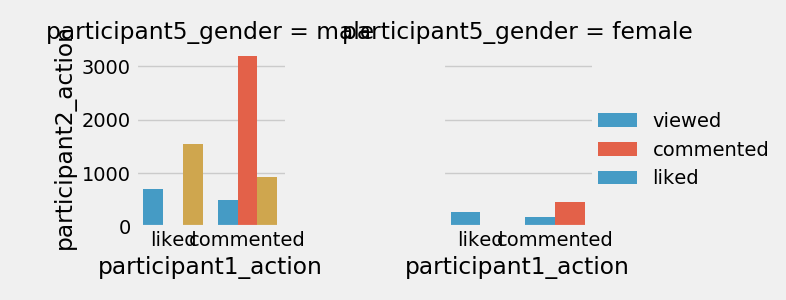 participant5_gender = male
participant5_gender = female
participant2_action
3000
2000
1000
0
liked
commented
liked
commented
participant1_action
participant1_action
viewed
commented
liked